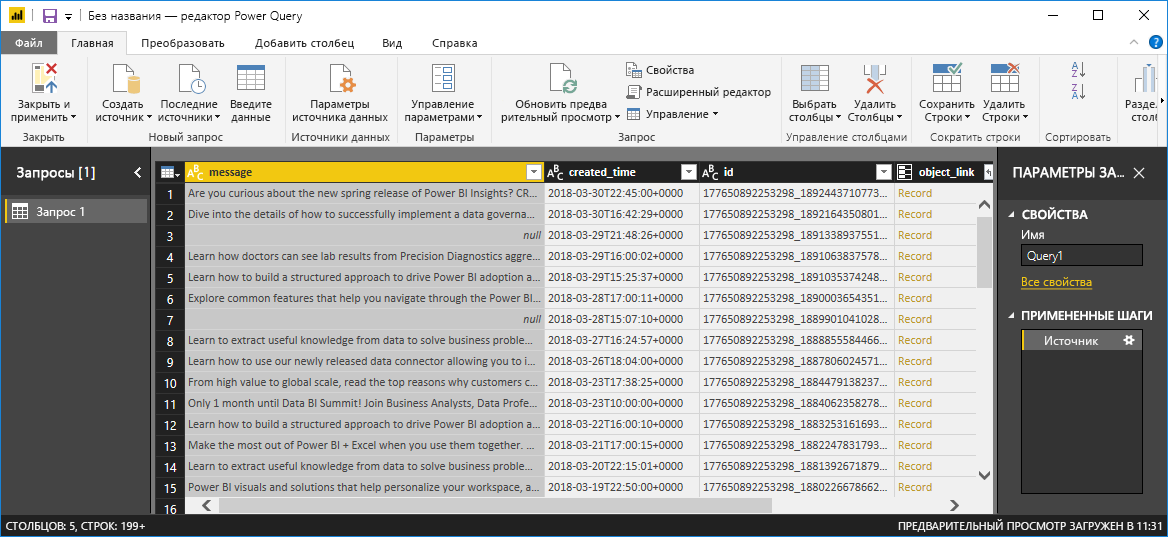 Без названия — редактор Power Query
Файл Главная Преобразовать Добавить столбец Вид Справка
Закрыть и применить
Создать источник
Последние источники
Введите данные
Параметры источника данных
Управление параметрами
Обновить предва рительный просмотр
Свойства
Расширенный редактор
Управление
Выбрать столбцы
Удалить Столбцы
Сохранить Строки
Удалить Строки
Разде
столб
Закрыть Новый запрос Источники данных Параметры Запрос Управление столбцами Сократить строки Сортировать
Запросы [1]
Запрос 1
message created_time id object_link
1 Are you curious about the new spring release of Power BI Insights? CR... 2018-03-30T22:45:00+0000 177650892253298_1892443710773... Record
2 Dive into the details of how to successfully implement a data governa... 2018-03-30T16:42:29+0000 177650892253298_1892164350801... Record
3 null 2018-03-29T21:48:26+0000 177650892253298_1891338937551... Record
4 Learn how doctors can see lab results from Precision Diagnostics aggre... 2018-03-29T16:00:02+0000 177650892253298_1891063837578... Record
5 Learn how to build a structured approach to drive Power BI adoption a... 2018-03-29T15:25:37+0000 177650892253298_1891035374248... Record
6 Explore common features that help you navigate through the Power BI... 2018-03-28T17:00:11+0000 177650892253298_1890003654351... Record
7 null 2018-03-28T15:07:10+0000 177650892253298_1889901041028... Record
8 Learn to extract useful knowledge from data to solve business proble... 2018-03-27T16:24:57+0000 177650892253298_1888855584466... Record
9 Learn how to use our newly released data connector allowing you to i... 2018-03-26T18:04:00+0000 177650892253298_1887806024571... Record
10 From high value to global scale, read the top reasons why customers c... 2018-03-23T17:38:25+0000 177650892253298_1884479138237... Record
11 Only 1 month until Data BI Summit! Join Business Analysts, Data Profe... 2018-03-23T10:00:00+0000 177650892253298_1884062358278... Record
12 Learn how to build a structured approach to drive Power BI adoption a... 2018-03-22T16:00:10+0000 177650892253298_1883253161693... Record
13 Make the most out of Power BI + Excel when you use them together. ... 2018-03-21T17:00:15+0000 177650892253298_1882247831793... Record
14 Learn to extract useful knowledge from data to solve business proble... 2018-03-20T22:15:01+0000 177650892253298_1881392671879... Record
15 Power BI visuals and solutions that help personalize your workspace, a... 2018-03-19T22:50:00+0000 177650892253298_1880226678662... Record
16
ПАРАМЕТРЫ ЗА...
СВОЙСТВА
Имя
Query1
Все свойства
ПРИМЕНЕННЫЕ ШАГИ
Источник
СТОЛБЦОВ: 5, СТРОК: 199+
ПРЕДВАРИТЕЛЬНЫЙ ПРОСМОТР ЗАГРУЖЕН В 11:31